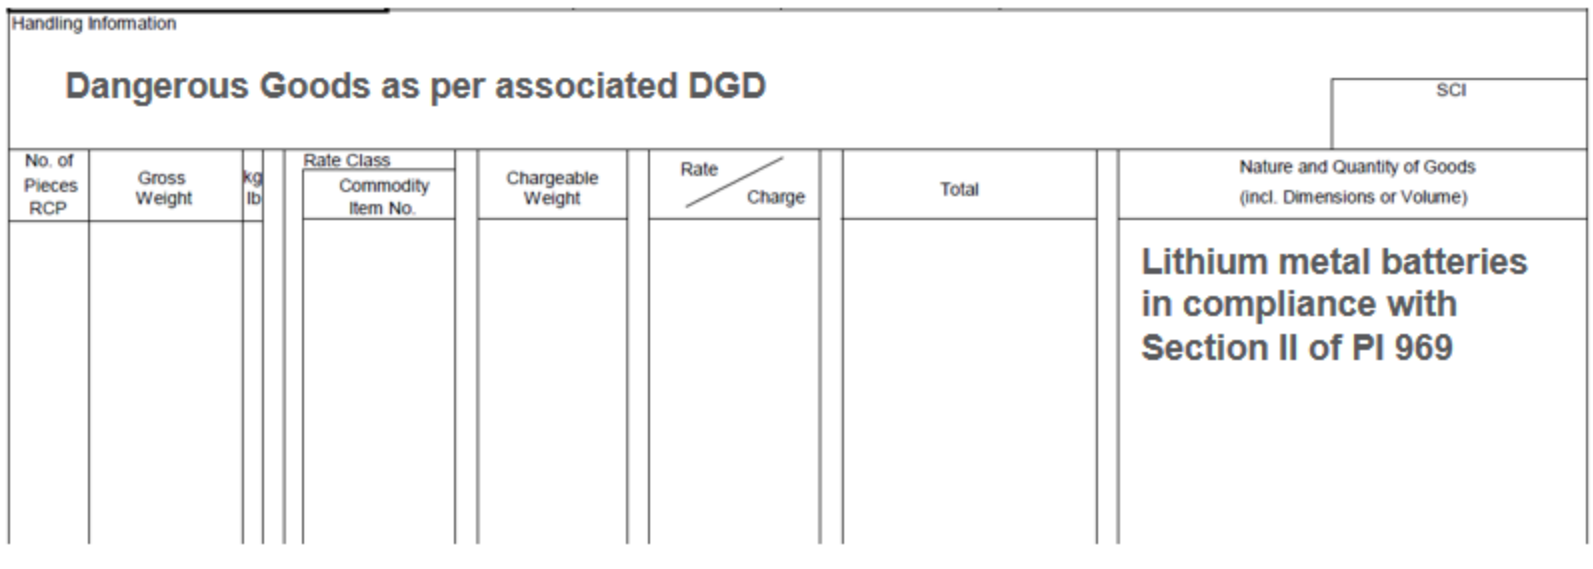 Handling Information
Dangerous Goods as per associated DGD
SCI
No. of
Pieces
RCP
Gross
Weight
kg
lb
Rate Class
Commodity
Item No.
Chargeable
Weight
Rate
Charge
Total
Nature and Quantity of Goods
(incl. Dimensions or Volume)
Lithium metal batteries
in compliance with
Section II of PI 969